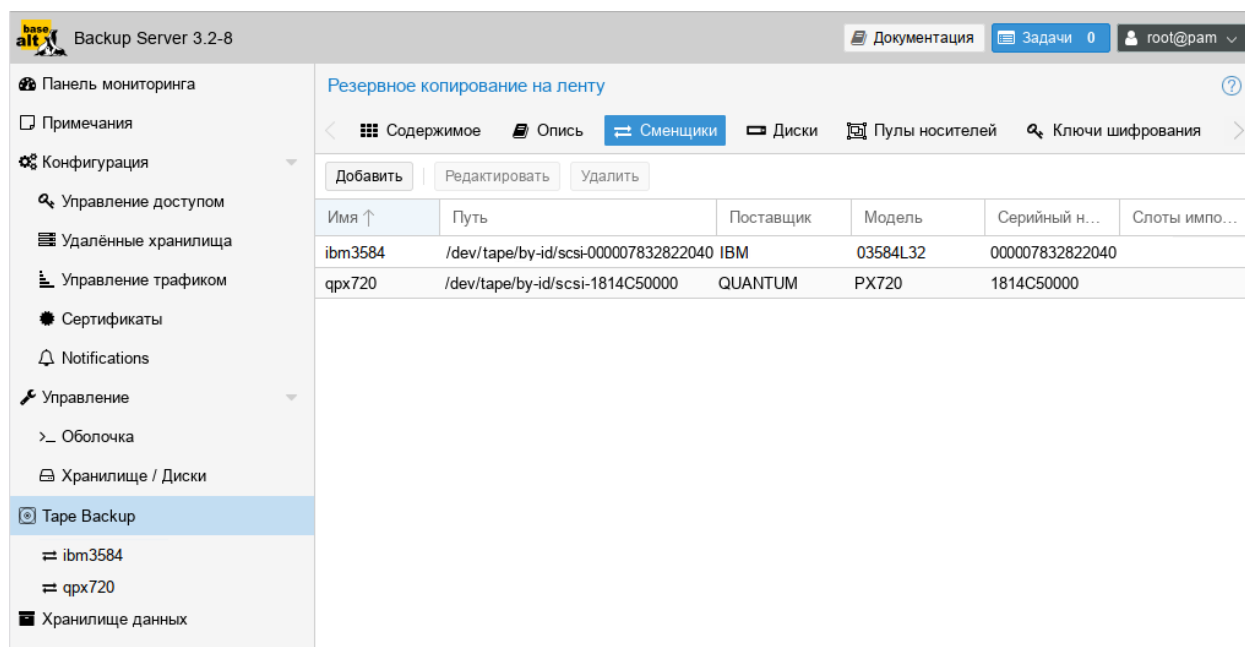 base alt Backup Server 3.2-8 Документация Задачи 0 root@pam
Панель мониторинга
Примечания
Конфигурация
Управление доступом
Удалённые хранилища
Управление трафиком
Сертификаты
Notifications
Управление
Оболочка
Хранилище / Диски
Tape Backup
ibm3584
qpx720
Хранилище данных
Резервное копирование на ленту
Содержимое Опись Сменщики Диски Пулы носителей Ключи шифрования
Добавить Редактировать Удалить
Имя Путь Поставщик Модель Серийный н... Слоты импо...
ibm3584 /dev/tape/by-id/scsi-000007832822040 IBM 03584L32 000007832822040
qpx720 /dev/tape/by-id/scsi-1814C50000 QUANTUM PX720 1814C50000